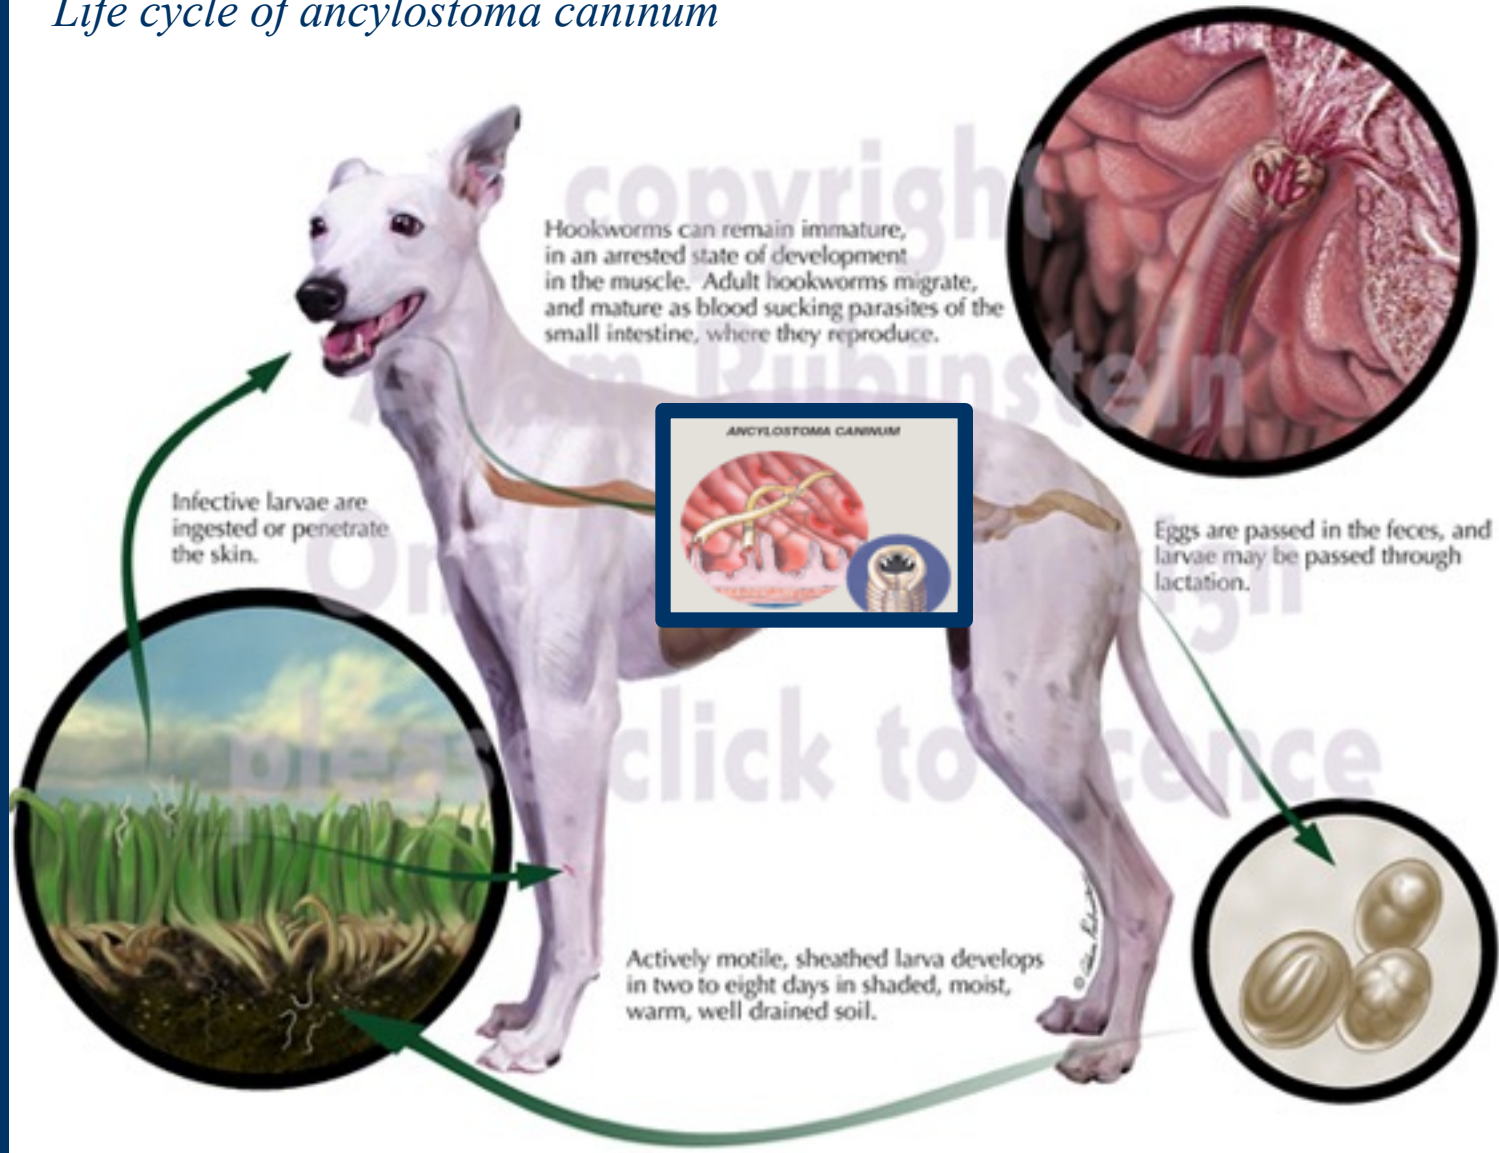 Life cycle of ancylostoma caninum
copyright
Hookworms can remain immature,
in an arrested state of development
in the muscle. Adult hookworms migrate,
and mature as blood sucking parasites of the
small intestine, where they reproduce.
Adam Rubinstein
ANCYLOSTOMA CANINUM
Infective larvae are
ingested or penetrate
the skin.
Eggs are passed in the feces, and
larvae may be passed through
lactation.
please click to licence
Actively motile, sheathed larva develops
in two to eight days in shaded, moist,
warm, well drained soil.
©